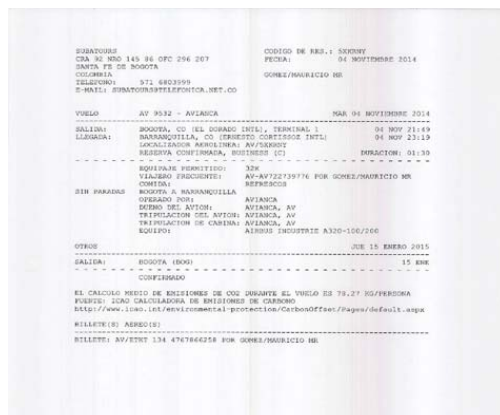 SUBATOURS CODIGO DE RES.: 5XKRNY
CRA 92 NRO 145 86 OFC 296 207 FECHA: 04 NOVIEMBRE 2014
SANTA FE DE BOGOTA
COLOMBIA GOMEZ/MAURICIO MR
TELEFONO: 571 6803999
E-MAIL: SUBATOURS@TELEFONICA.NET.CO
VUELO AV 9532 - AVIANCA MAR 04 NOVIEMBRE 2014
SALIDA: BOGOTA, CO (EL DORADO INTL), TERMINAL 1 04 NOV 21:49
LLEGADA: BARRANQUILLA, CO (ERNESTO CORTISSOZ INTL) 04 NOV 23:19
LOCALIZADOR AEROLINEA: AV/5XKRNY
RESERVA CONFIRMADA, BUSINESS (C) DURACION: 01:30
EQUIPAJE PERMITIDO: 32K
VIAJERO FRECUENTE: AV-AV722739776 POR GOMEZ/MAURICIO MR
COMIDA: REFRESCOS
SIN PARADAS BOGOTA A BARRANQUILLA
OPERADO POR: AVIANCA
DUENO DEL AVION: AVIANCA, AV
TRIPULACION DEL AVION: AVIANCA, AV
TRIPULACION DE CABINA: AVIANCA, AV
EQUIPO: AIRBUS INDUSTRIE A320-100/200
OTROS JUE 15 ENERO 2015
SALIDA: BOGOTA (BOG) 15 ENE
CONFIRMADO
EL CALCULO MEDIO DE EMISIONES DE CO2 DURANTE EL VUELO ES 78.27 KG/PERSONA
FUENTE: ICAO CALCULADORA DE EMISIONES DE CARBONO
http://www.icao.int/environmental-protection/CarbonOffset/Pages/default.aspx
BILLETE(S) AEREO(S)
BILLETE: AV/ETKT 134 4767866258 POR GOMEZ/MAURICIO MR